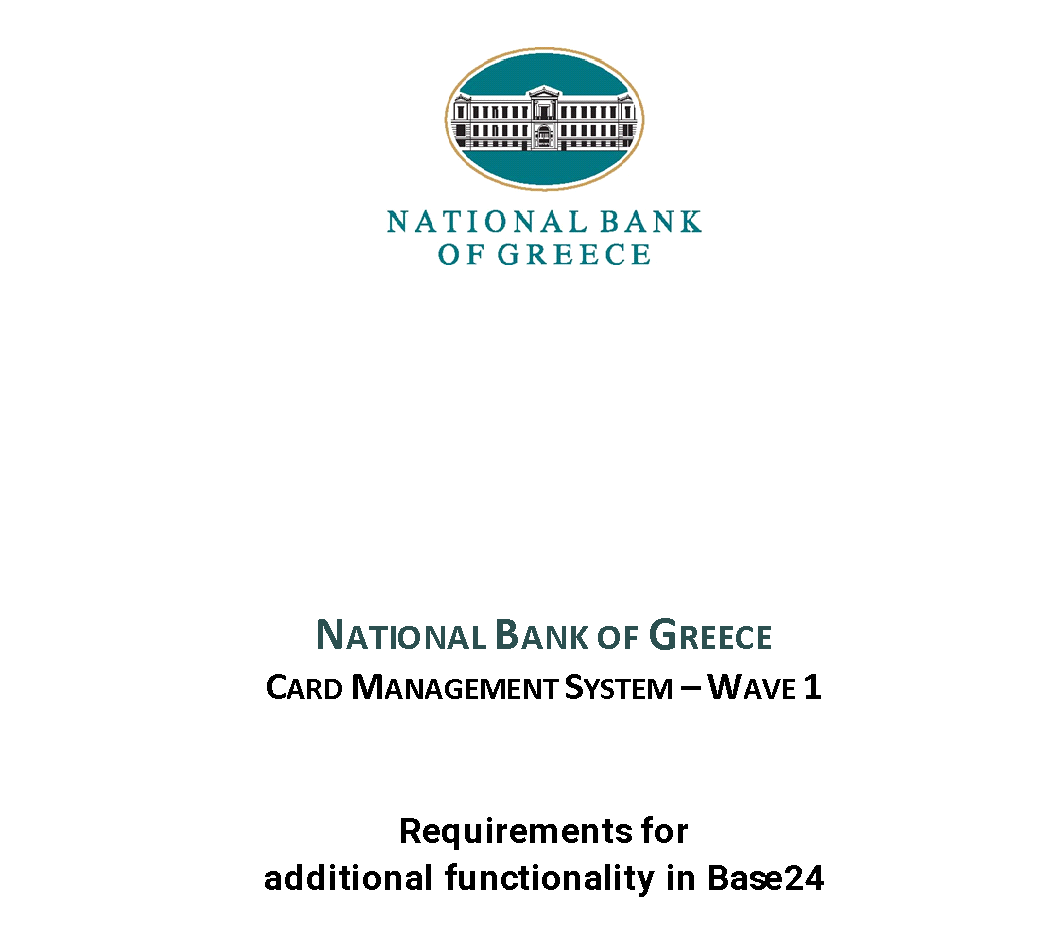 NATIONAL BANK
OF GREECE
NATIONAL BANK OF GREECE
CARD MANAGEMENT SYSTEM – WAVE 1
Requirements for
additional functionality in Base24